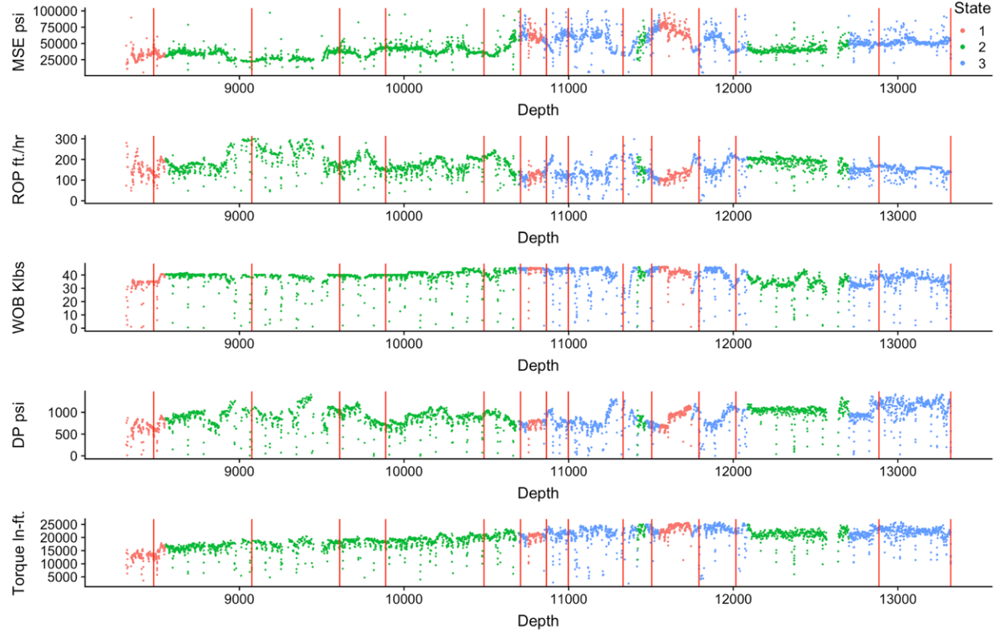 State
1
2
3
MSE psi
100000
75000
50000
25000
9000 10000 11000 12000 13000
Depth
ROP ft./hr
300
200
100
0
9000 10000 11000 12000 13000
Depth
WOB Klbs
40
30
20
10
0
9000 10000 11000 12000 13000
Depth
DP psi
1000
500
0
9000 10000 11000 12000 13000
Depth
Torque In-ft.
25000
20000
15000
10000
5000
9000 10000 11000 12000 13000
Depth